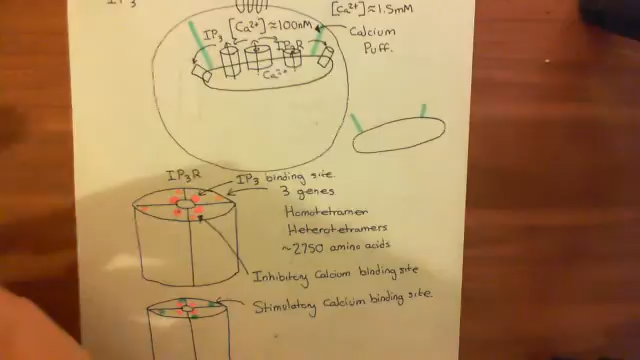 IP3
[Ca²⁺]≈1.5mM
[Ca²⁺]≈100nM
IP3
IP3R
Calcium
Puff.
Ca²⁺
IP3R
IP3 binding site
3 genes
Homotetramer
Heterotetramers
~2750 amino acids
Inhibitory Calcium binding site
Stimulatory Calcium binding site